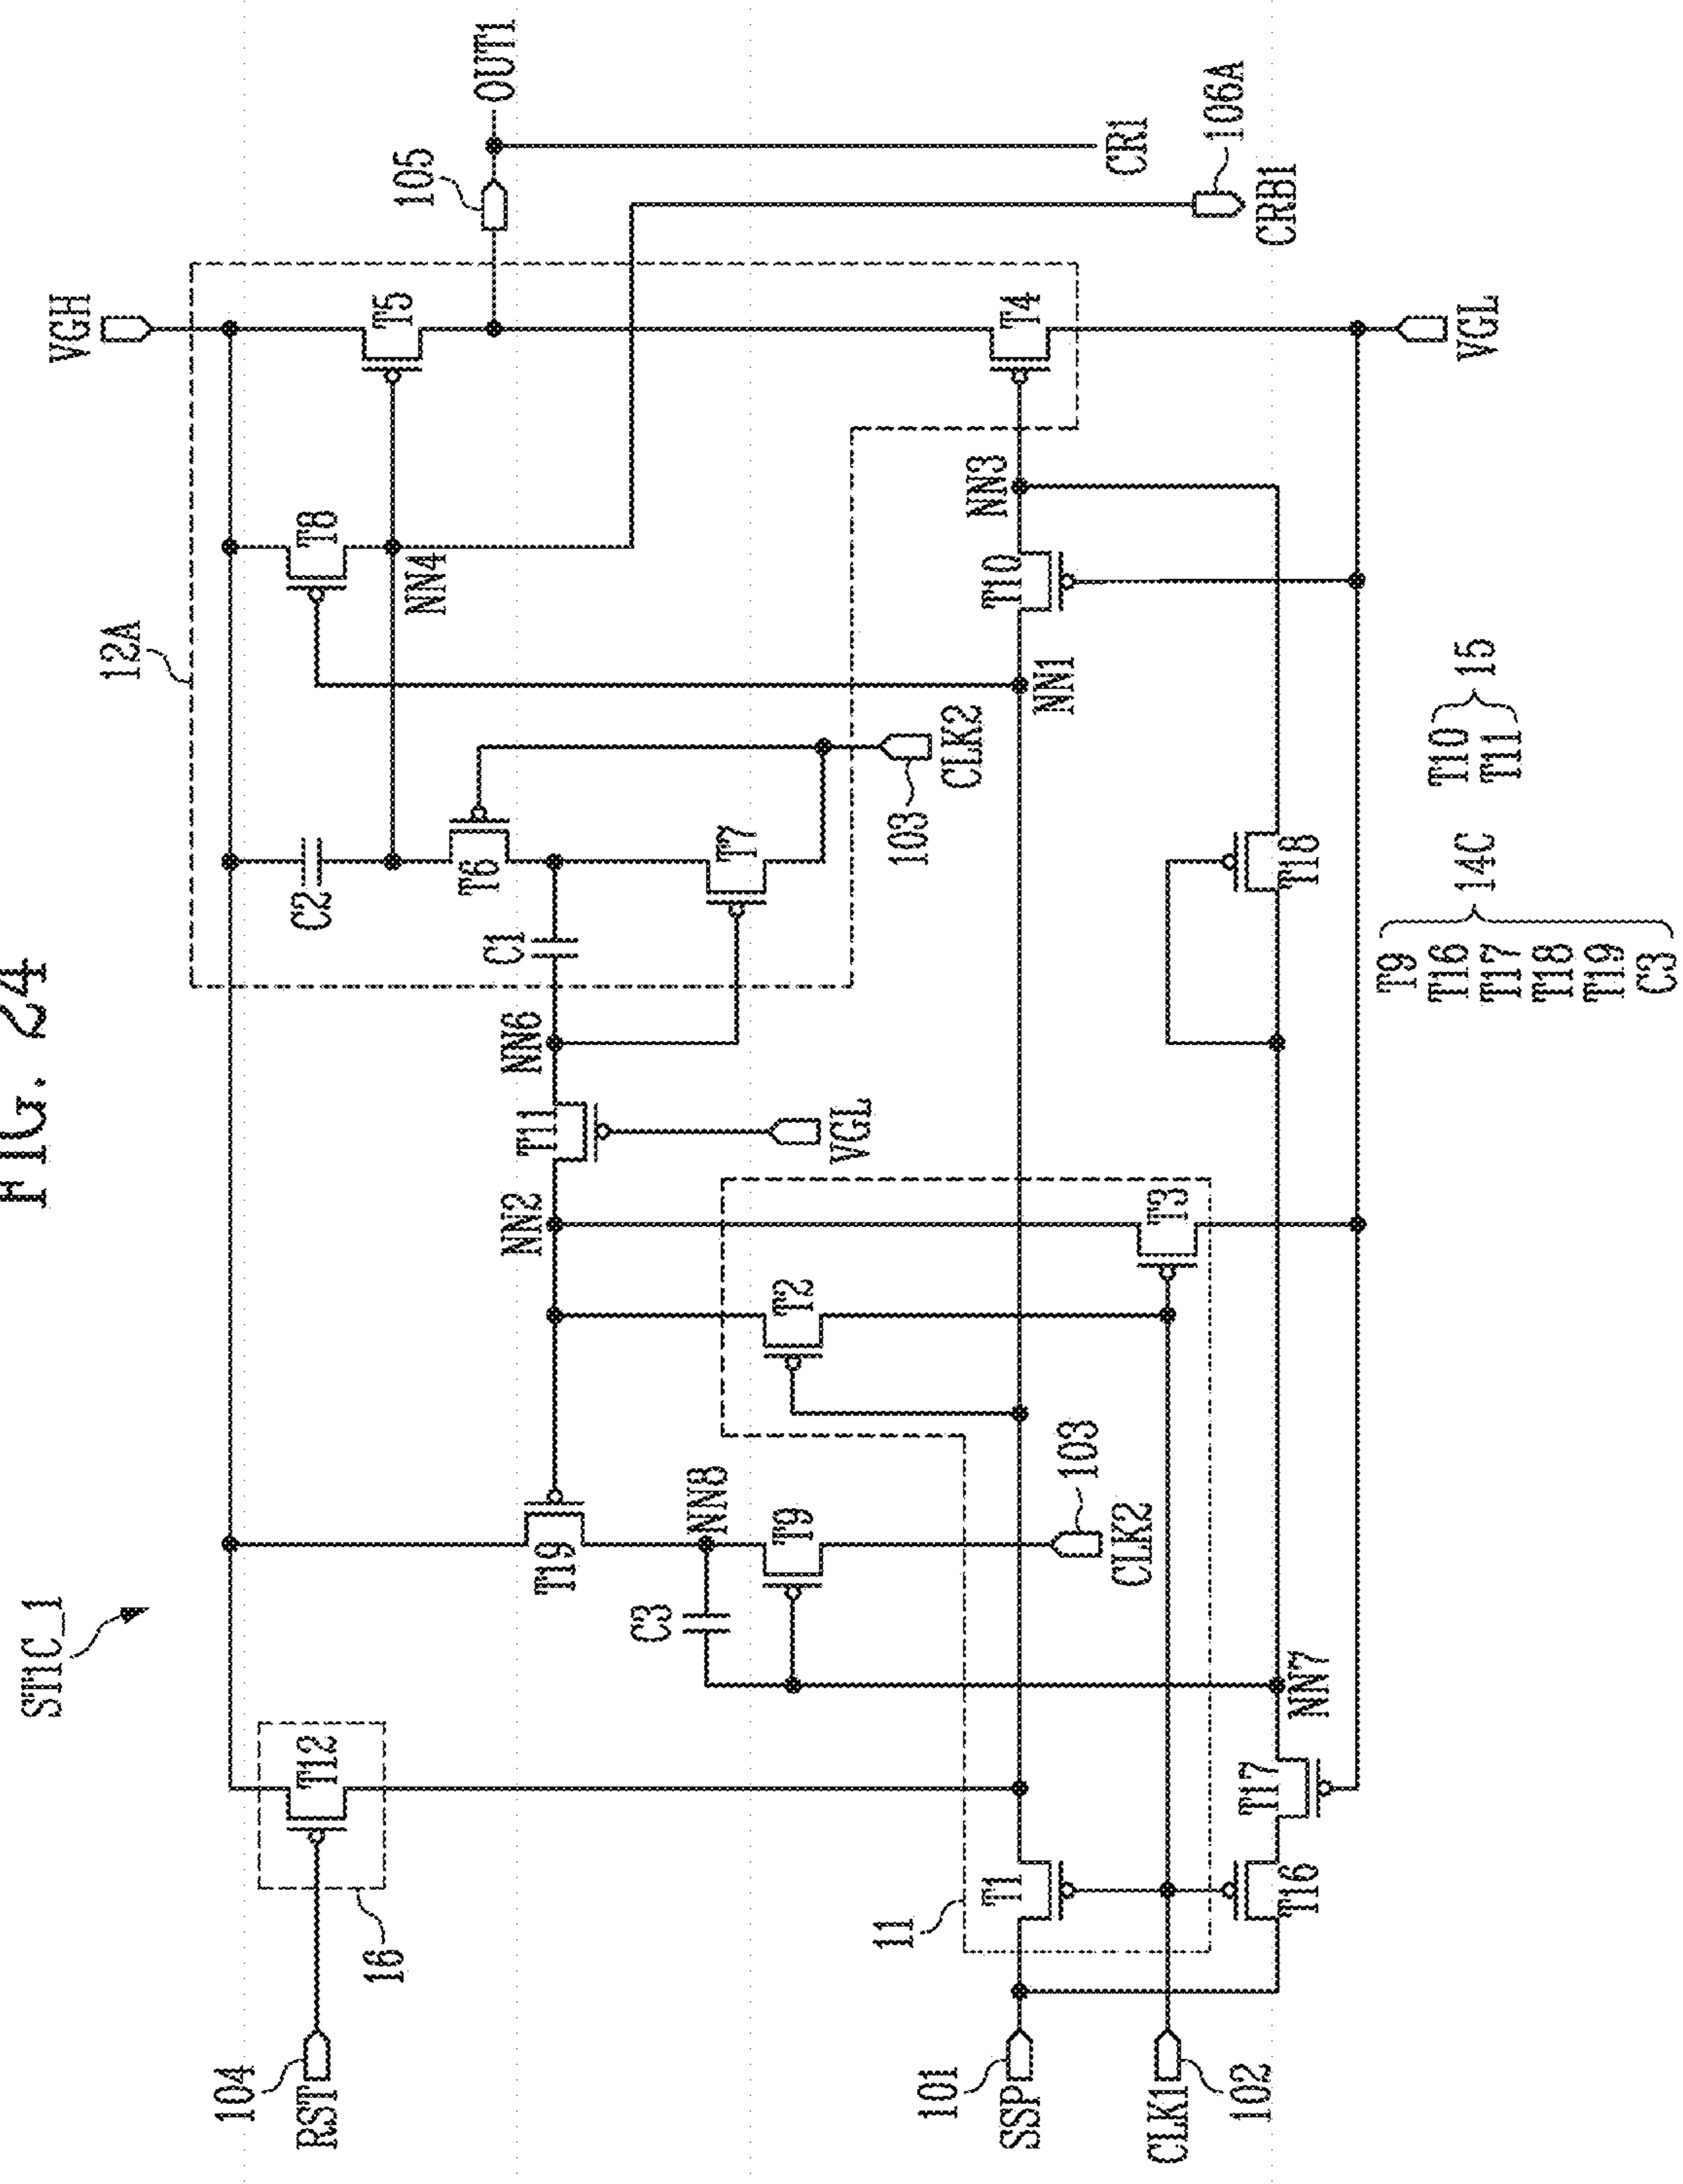 FIG. 24
ST1C_1
12A
VGH
104
RST
16
T12
T19
C2
T8
T5
105
OUT1
NN4
T6
C1
NN6
T11
NN2
VGL
T7
103
CLK2
C3
NN8
T9
T2
103
CLK2
T3
NN1
T10
NN3
T4
CR1
106A
CRB1
11
101
SSP
T1
CLK1
102
T16
T17
NN7
T18
VGL
T9
T16
T17
T18
T19
C3
14C
T10
T11
15